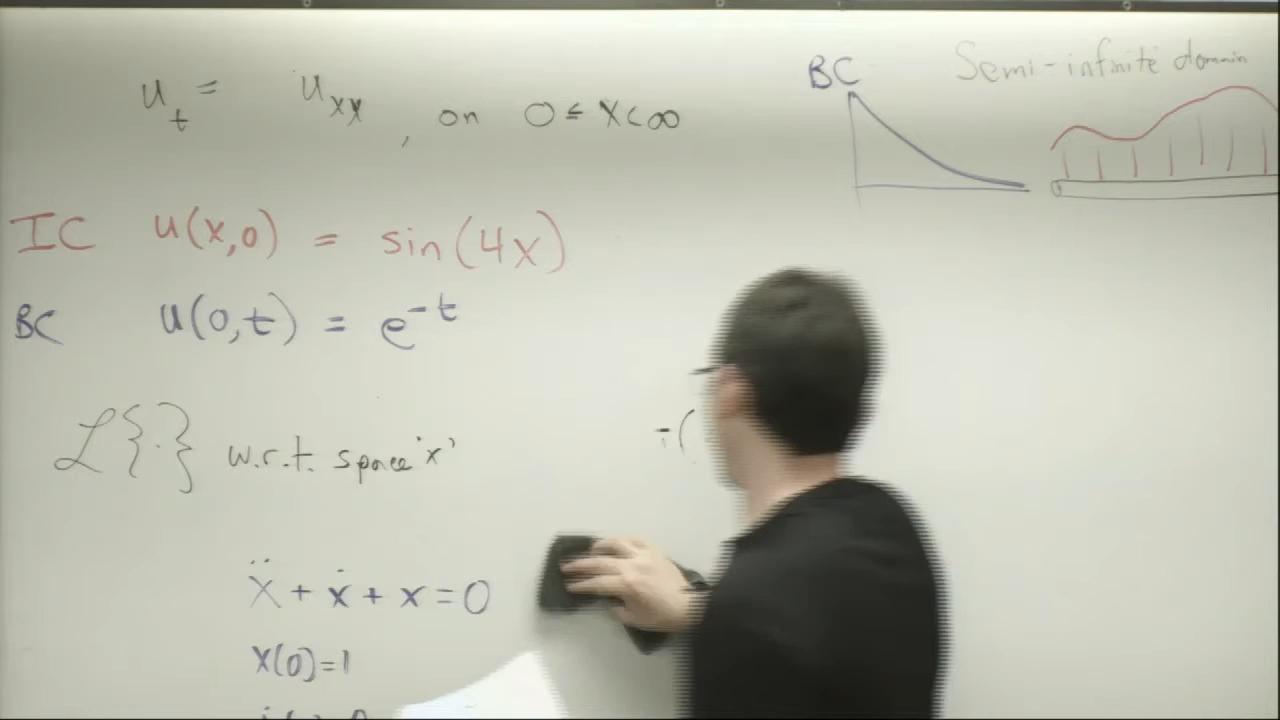 u_t = u_xx , on 0 ≤ x < ∞
BC
Semi-infinite domain
IC u(x,0) = sin(4x)
BC u(0,t) = e^-t
ℒ{·} w.r.t. space 'x'
ẍ + ẋ + x = 0
x(0)=1